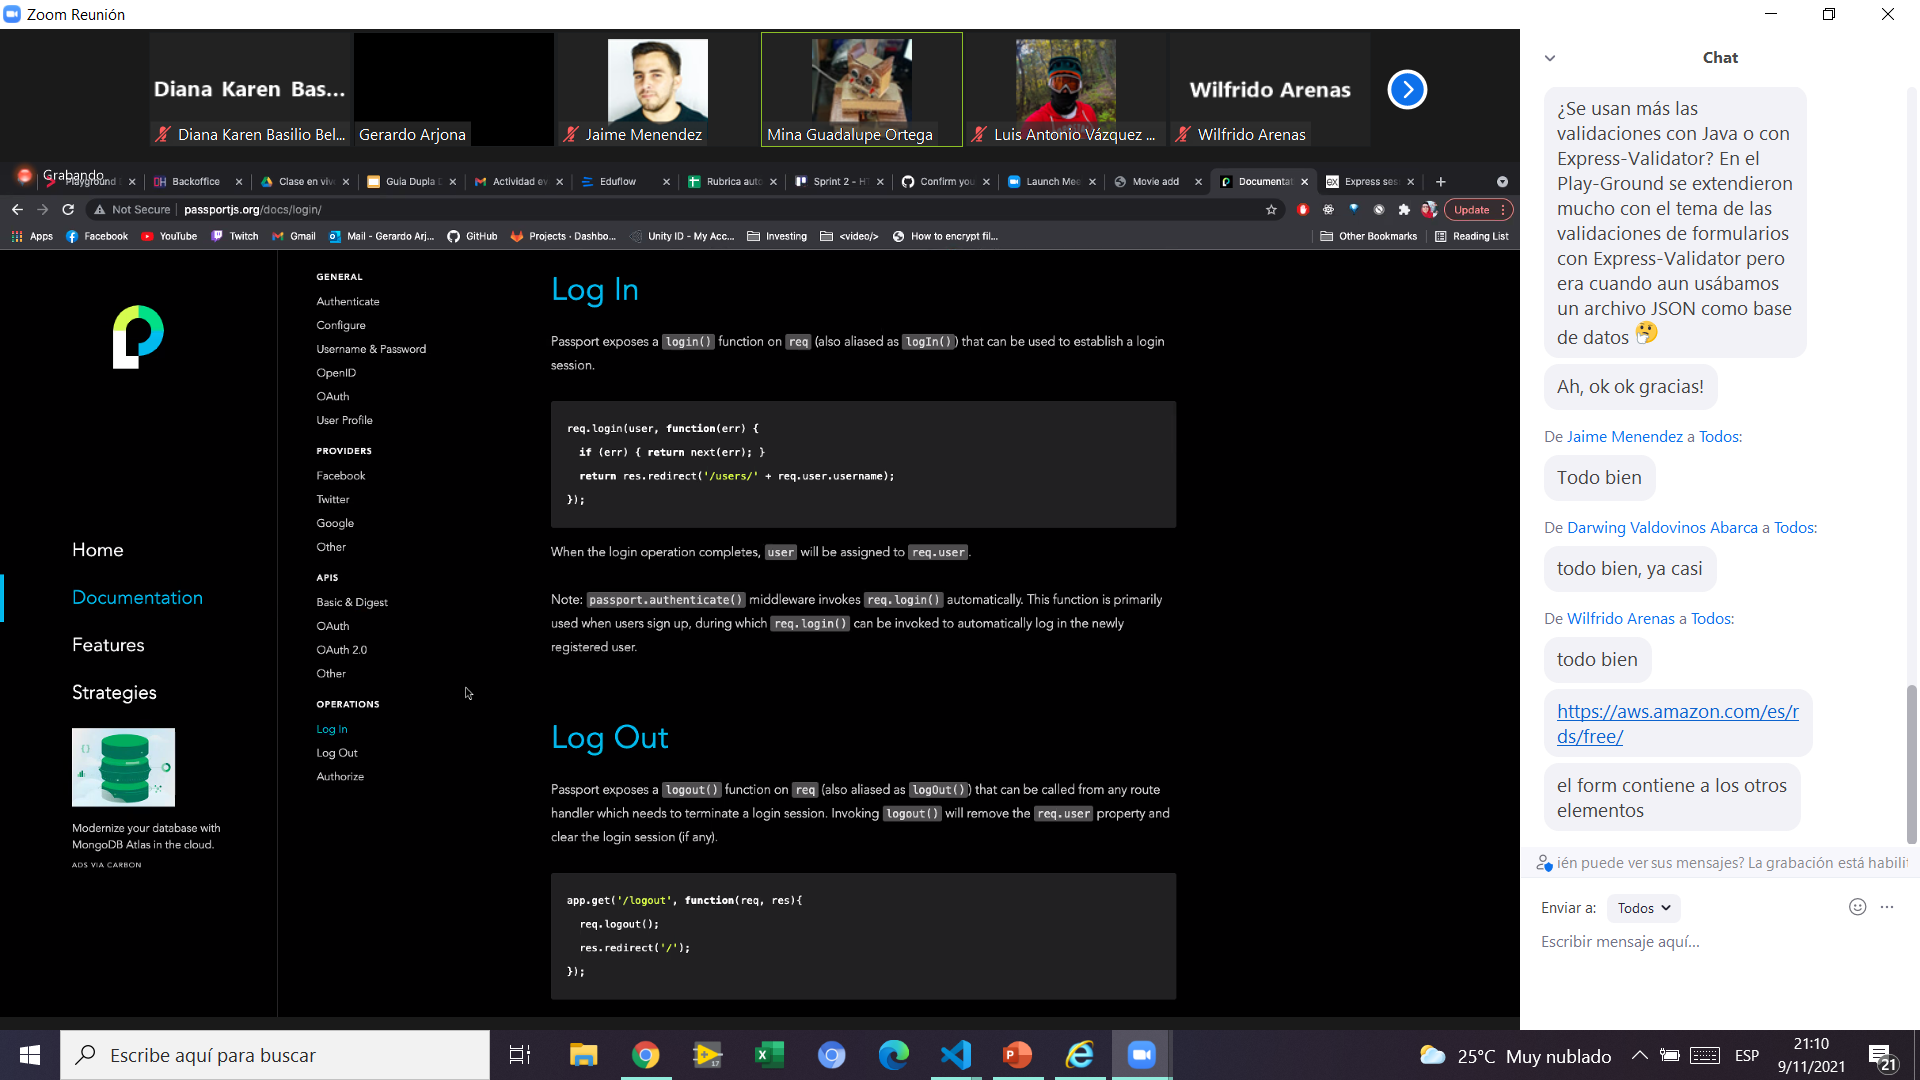 Zoom Reunión
Diana Karen Bas...
Wilfrido Arenas
Diana Karen Basilio Bel...
Gerardo Arjona
Jaime Menendez
Mina Guadalupe Ortega
Luis Antonio Vázquez ...
Wilfrido Arenas
Grabando
Playground
Backoffice
Clase en viv
Guia Dupla
Actividad ex
Eduflow
Rubrica auto
Sprint 2 - HT
Confirm you
Launch Mee
Movie add
Documentat
Express ses
Not Secure
passportjs.org/docs/login/
Update
Apps
Facebook
YouTube
Twitch
Gmail
Mail - Gerardo Arj...
GitHub
Projects · Dashbo...
Unity ID - My Acc...
Investing
<video/>
How to encrypt fil...
Other Bookmarks
Reading List
Home
Documentation
Features
Strategies
Modernize your database with
MongoDB Atlas in the cloud.
ADS VIA CARBON
GENERAL
Authenticate
Configure
Username & Password
OpenID
OAuth
User Profile
PROVIDERS
Facebook
Twitter
Google
Other
APIS
Basic & Digest
OAuth
OAuth 2.0
Other
OPERATIONS
Log In
Log Out
Authorize
Log In
Passport exposes a login() function on req (also aliased as logIn()) that can be used to establish a login
session.
req.login(user, function(err) {
if (err) { return next(err); }
return res.redirect('/users/' + req.user.username);
});
When the login operation completes, user will be assigned to req.user.
Note: passport.authenticate() middleware invokes req.login() automatically. This function is primarily
used when users sign up, during which req.login() can be invoked to automatically log in the newly
registered user.
Log Out
Passport exposes a logout() function on req (also aliased as logOut()) that can be called from any route
handler which needs to terminate a login session. Invoking logout() will remove the req.user property and
clear the login session (if any).
app.get('/logout', function(req, res){
req.logout();
res.redirect('/');
});
Chat
¿Se usan más las
validaciones con Java o con
Express-Validator? En el
Play-Ground se extendieron
mucho con el tema de las
validaciones de formularios
con Express-Validator pero
era cuando aun usábamos
un archivo JSON como base
de datos 🤔
Ah, ok ok gracias!
De Jaime Menendez a Todos:
Todo bien
De Darwing Valdovinos Abarca a Todos:
todo bien, ya casi
De Wilfrido Arenas a Todos:
todo bien
https://aws.amazon.com/es/r
ds/free/
el form contiene a los otros
elementos
ién puede ver sus mensajes? La grabación está habili
Enviar a:
Todos
Escribir mensaje aquí...
Escribe aquí para buscar
25°C Muy nublado
ESP
21:10
9/11/2021
21